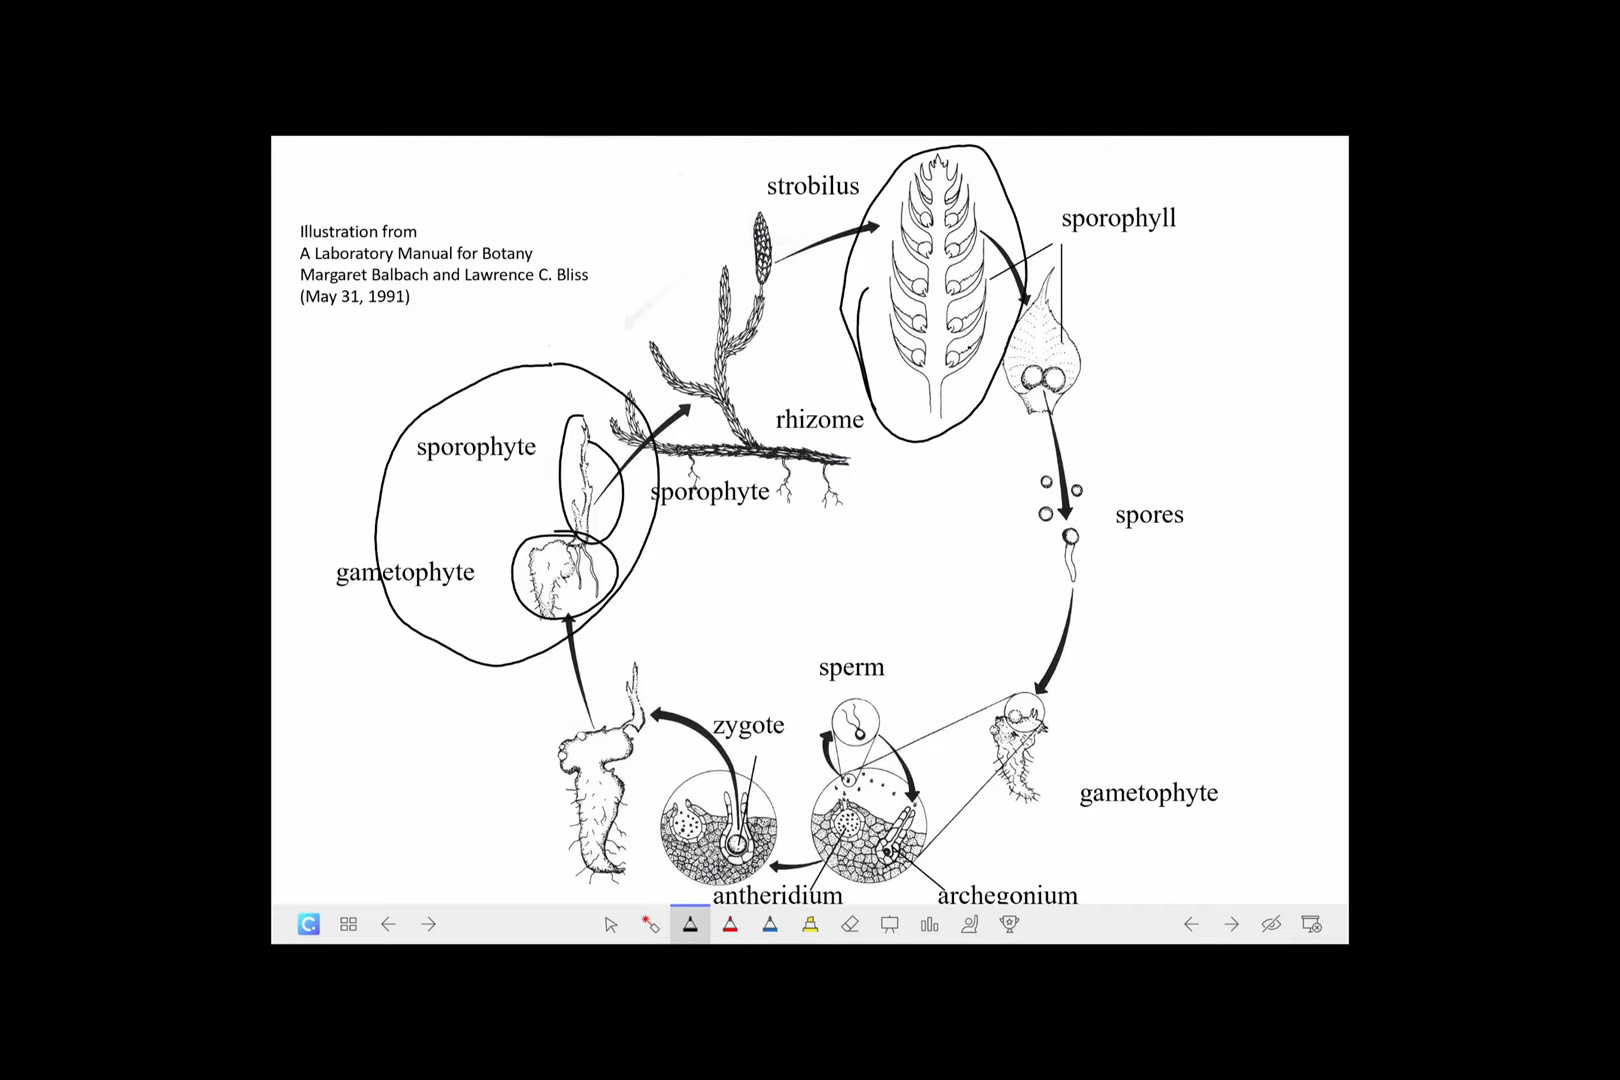 strobilus
sporophyll
Illustration from
A Laboratory Manual for Botany
Margaret Balbach and Lawrence C. Bliss
(May 31, 1991)
rhizome
sporophyte
sporophyte
spores
gametophyte
sperm
zygote
gametophyte
antheridium
archegonium